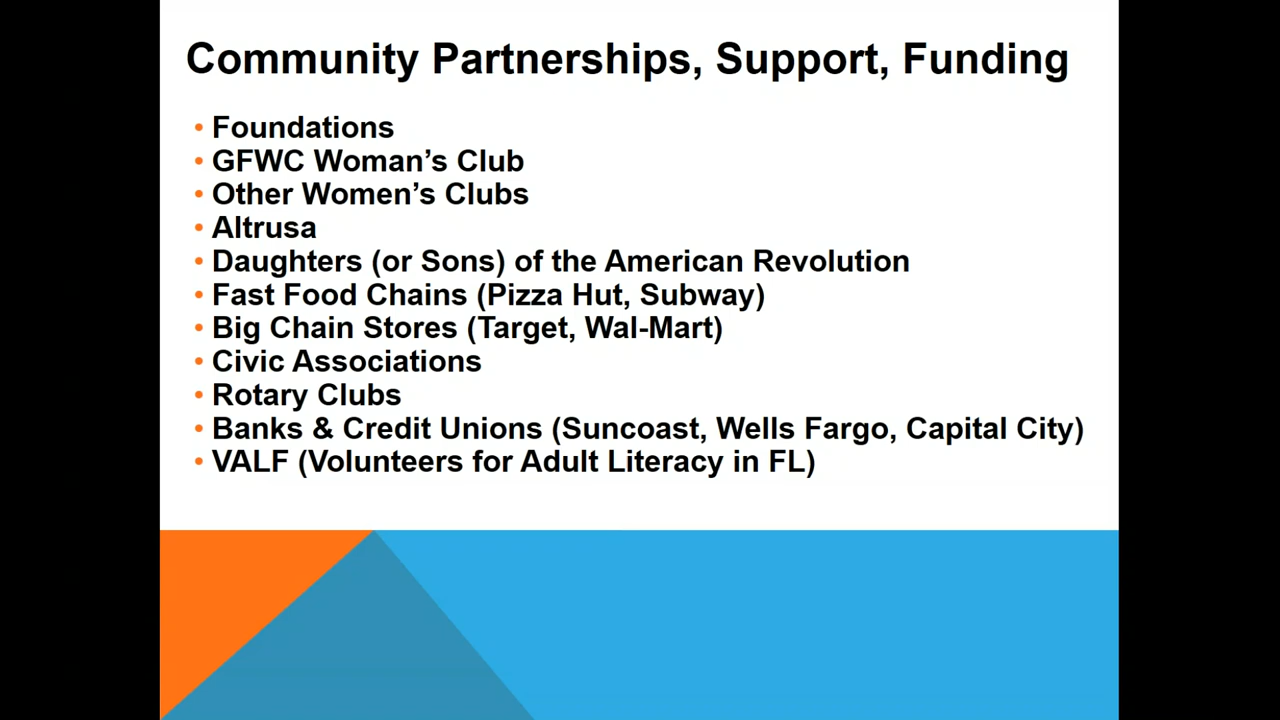 Community Partnerships, Support, Funding
• Foundations
• GFWC Woman’s Club
• Other Women’s Clubs
• Altrusa
• Daughters (or Sons) of the American Revolution
• Fast Food Chains (Pizza Hut, Subway)
• Big Chain Stores (Target, Wal-Mart)
• Civic Associations
• Rotary Clubs
• Banks & Credit Unions (Suncoast, Wells Fargo, Capital City)
• VALF (Volunteers for Adult Literacy in FL)